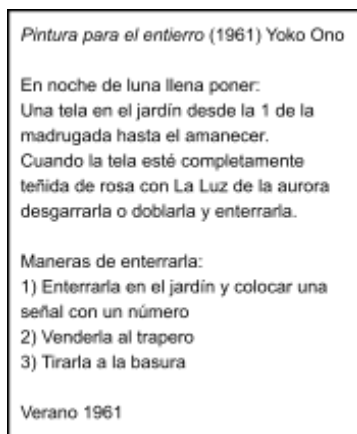 Pintura para el entierro (1961) Yoko Ono
En noche de luna llena poner:
Una tela en el jardín desde la 1 de la
madrugada hasta el amanecer.
Cuando la tela esté completamente
teñida de rosa con La Luz de la aurora
desgarrarla o doblarla y enterrarla.
Maneras de enterrarla:
1) Enterrarla en el jardín y colocar una
señal con un número
2) Venderla al trapero
3) Tirarla a la basura
Verano 1961